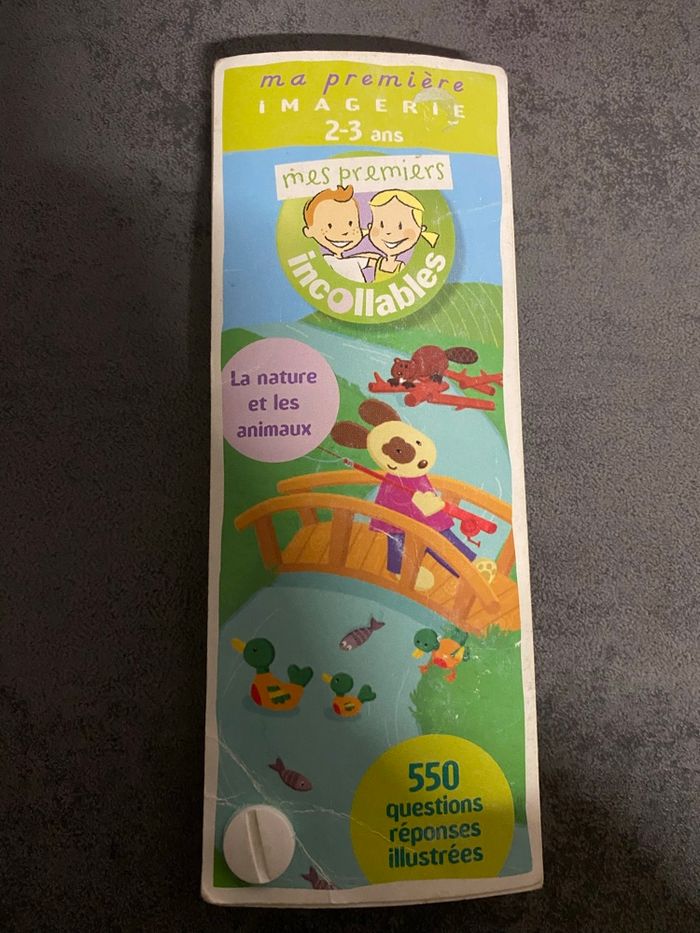 ma première
IMAGERIE
2-3 ans
mes premiers
incollables
La nature
et les
animaux
550
questions
réponses
illustrées